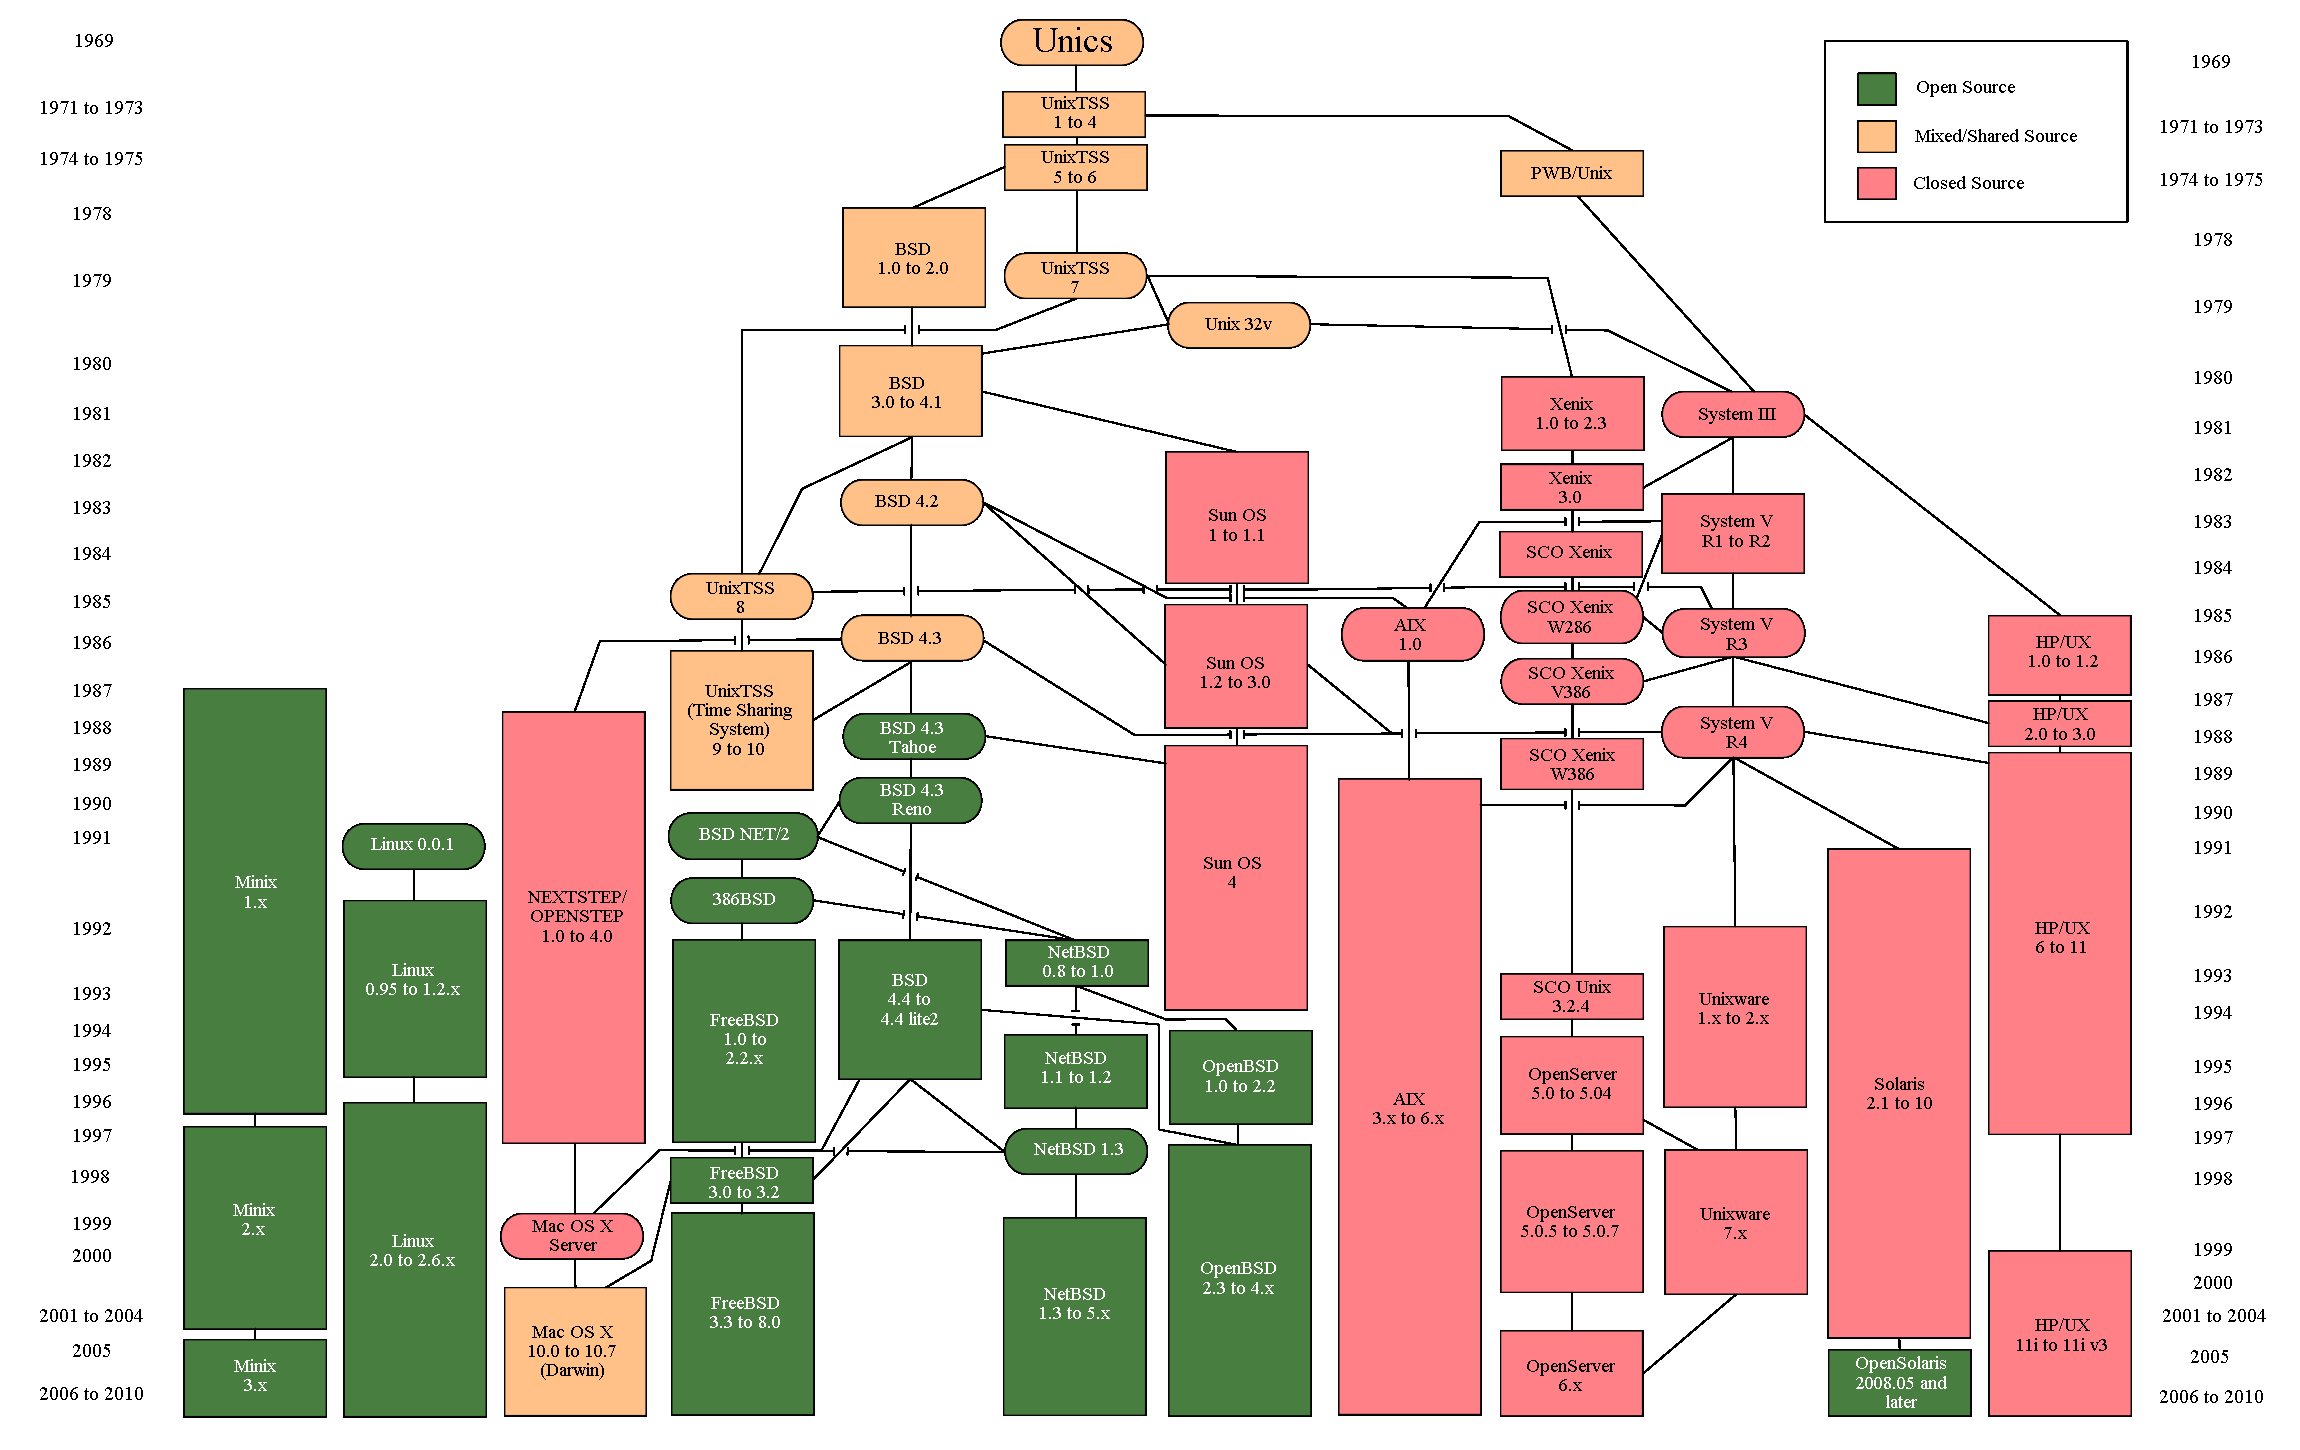 Unics
1969
1971 to 1973
1974 to 1975
1978
1979
1980
1981
1982
1983
1984
1985
1986
1987
1988
1989
1990
1991
1992
1993
1994
1995
1996
1997
1998
1999
2000
2001 to 2004
2005
2006 to 2010
Open Source
Mixed/Shared Source
Closed Source
1969
1971 to 1973
1974 to 1975
1978
1979
1980
1981
1982
1983
1984
1985
1986
1987
1988
1989
1990
1991
1992
1993
1994
1995
1996
1997
1998
1999
2000
2001 to 2004
2005
2006 to 2010
UnixTSS
1 to 4
UnixTSS
5 to 6
PWB/Unix
BSD
1.0 to 2.0
UnixTSS
7
Unix 32v
BSD
3.0 to 4.1
Xenix
1.0 to 2.3
System III
Xenix
3.0
BSD 4.2
Sun OS
1 to 1.1
System V
R1 to R2
SCO Xenix
UnixTSS
8
SCO Xenix
W286
BSD 4.3
AIX
1.0
System V
R3
HP/UX
1.0 to 1.2
Sun OS
1.2 to 3.0
SCO Xenix
V386
UnixTSS
(Time Sharing
System)
9 to 10
BSD 4.3
Tahoe
System V
R4
HP/UX
2.0 to 3.0
SCO Xenix
W386
BSD 4.3
Reno
BSD NET/2
Linux 0.0.1
Sun OS
4
Minix
1.x
NEXTSTEP/
OPENSTEP
1.0 to 4.0
386BSD
HP/UX
6 to 11
Linux
0.95 to 1.2.x
BSD
4.4 to
4.4 lite2
NetBSD
0.8 to 1.0
SCO Unix
3.2.4
Unixware
1.x to 2.x
FreeBSD
1.0 to
2.2.x
NetBSD
1.1 to 1.2
OpenBSD
1.0 to 2.2
AIX
3.x to 6.x
OpenServer
5.0 to 5.04
Solaris
2.1 to 10
NetBSD 1.3
FreeBSD
3.0 to 3.2
Minix
2.x
Linux
2.0 to 2.6.x
Mac OS X
Server
OpenServer
5.0.5 to 5.0.7
Unixware
7.x
FreeBSD
3.3 to 8.0
NetBSD
1.3 to 5.x
OpenBSD
2.3 to 4.x
Mac OS X
10.0 to 10.7
(Darwin)
HP/UX
11i to 11i v3
Minix
3.x
OpenServer
6.x
OpenSolaris
2008.05 and
later